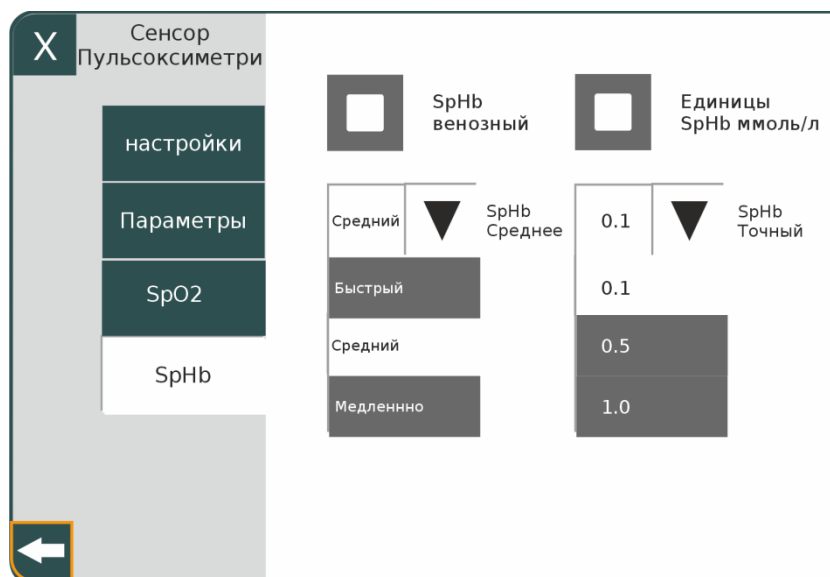 X
Сенсор
Пульсоксиметри
настройки
Параметры
SpO2
SpHb
SpHb
венозный
Единицы
SpHb ммоль/л
Средний
SpHb
Среднее
0.1
SpHb
Точный
Быстрый
0.1
Средний
0.5
Медленнно
1.0